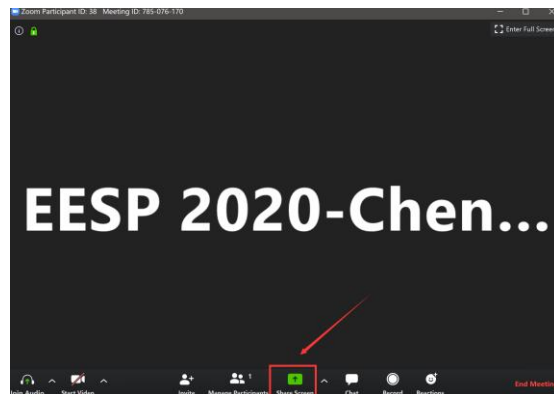 Zoom Participant ID: 38 Meeting ID: 785-076-170
Enter Full Screen
EESP 2020-Chen...
1
Join Audio Start Video Invite Manage Participants Share Screen Chat Record Reactions End Meeting